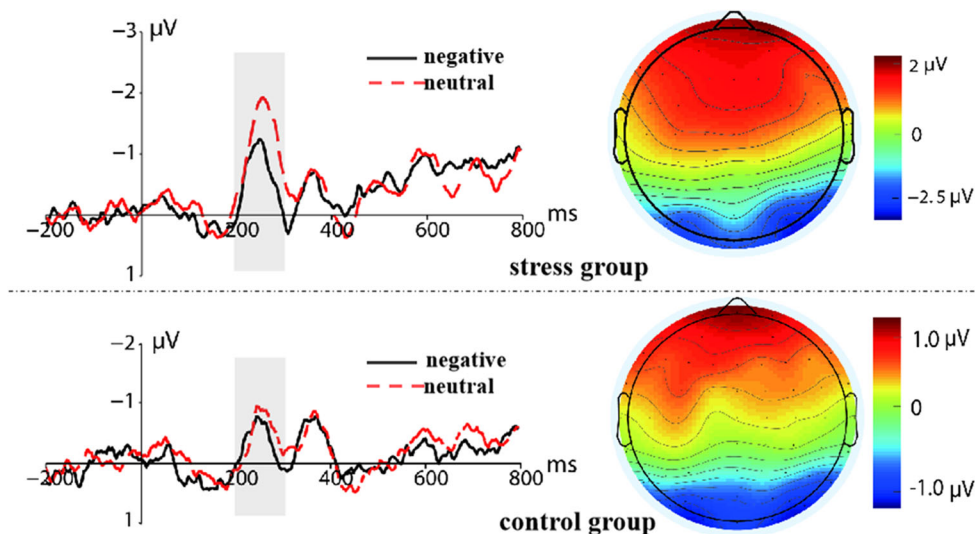 μV
−3
−2
−1
1
−200
200
400
600
800
ms
negative
neutral
stress group
2 μV
0
−2.5 μV
μV
−2
−1
1
−200
200
400
600
800
ms
negative
neutral
control group
1.0 μV
0
-1.0 μV